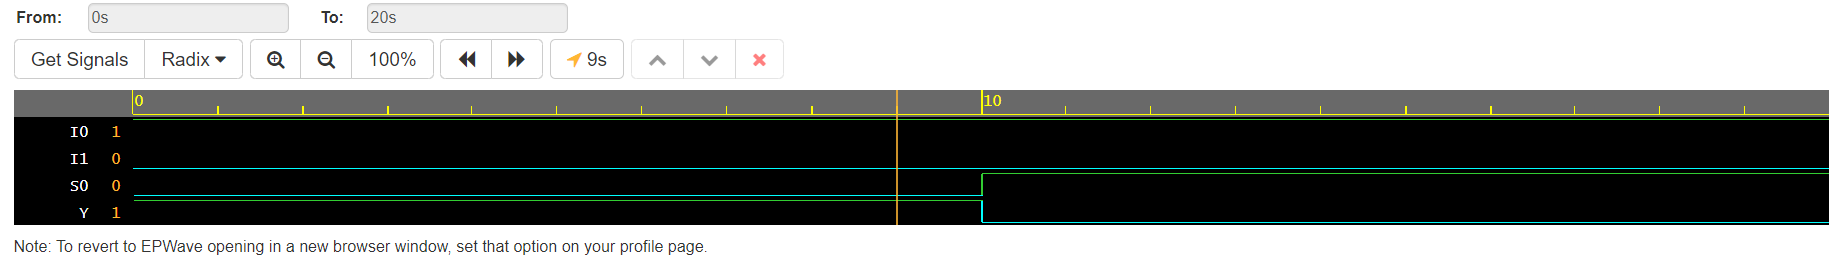 From: 0s To: 20s
Get Signals Radix 100% 9s
0 10
I0 1
I1 0
S0 0
Y 1
Note: To revert to EPWave opening in a new browser window, set that option on your profile page.